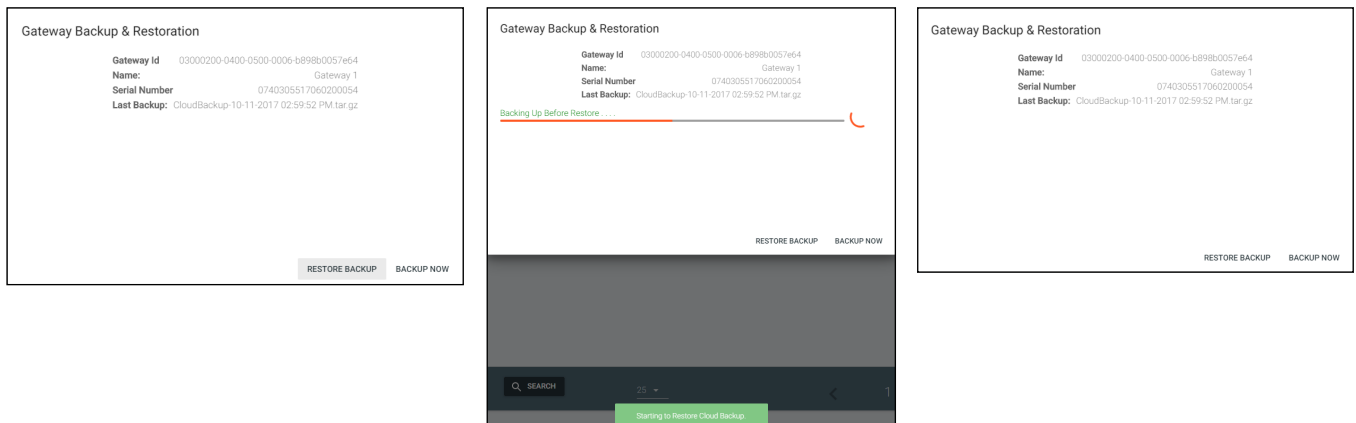 Gateway Backup & Restoration
Gateway Id 03000200-0400-0500-0006-b898b0057e64
Name: Gateway 1
Serial Number 0740305517060200054
Last Backup: CloudBackup-10-11-2017 02:59:52 PM.tar.gz
RESTORE BACKUP BACKUP NOW
Gateway Backup & Restoration
Gateway Id 03000200-0400-0500-0006-b898b0057e64
Name: Gateway 1
Serial Number 0740305517060200054
Last Backup: CloudBackup-10-11-2017 02:59:52 PM.tar.gz
Backing Up Before Restore . . . .
RESTORE BACKUP BACKUP NOW
SEARCH 25 1
Starting to Restore Cloud Backup.
Gateway Backup & Restoration
Gateway Id 03000200-0400-0500-0006-b898b0057e64
Name: Gateway 1
Serial Number 0740305517060200054
Last Backup: CloudBackup-10-11-2017 02:59:52 PM.tar.gz
RESTORE BACKUP BACKUP NOW